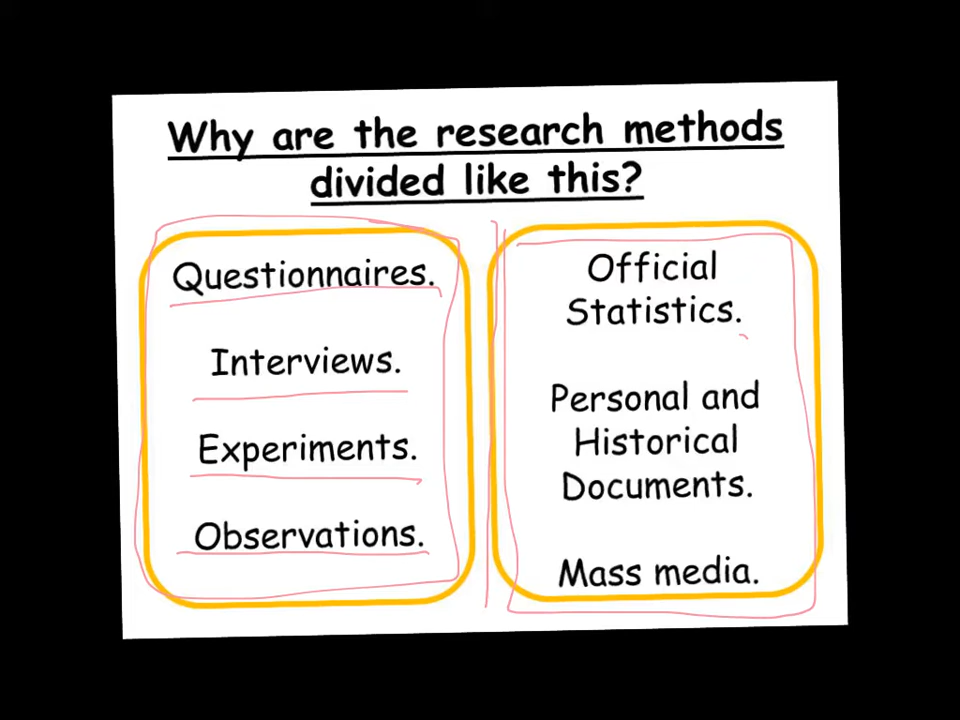 Why are the research methods
divided like this?
Questionnaires.
Interviews.
Experiments.
Observations.
Official
Statistics.
Personal and
Historical
Documents.
Mass media.